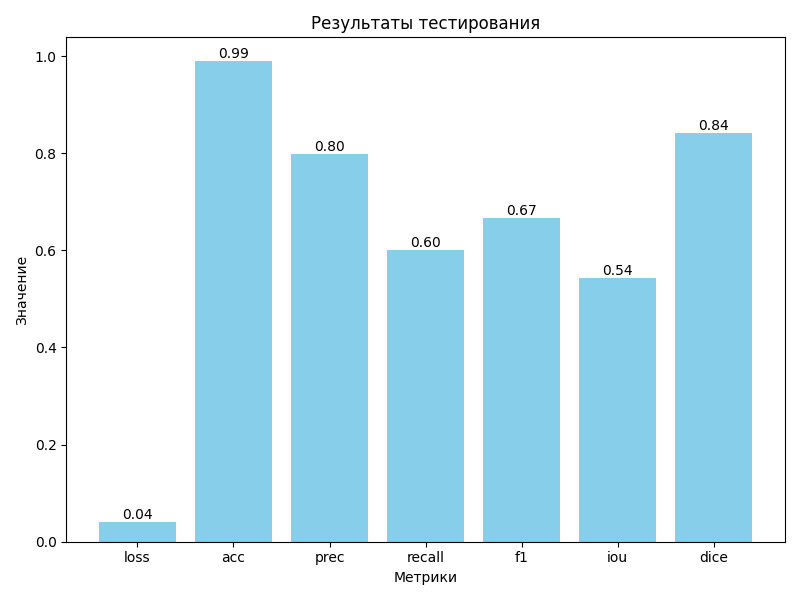 Результаты тестирования
Значение
1.0
0.8
0.6
0.4
0.2
0.0
0.04
0.99
0.80
0.60
0.67
0.54
0.84
loss
acc
prec
recall
f1
iou
dice
Метрики